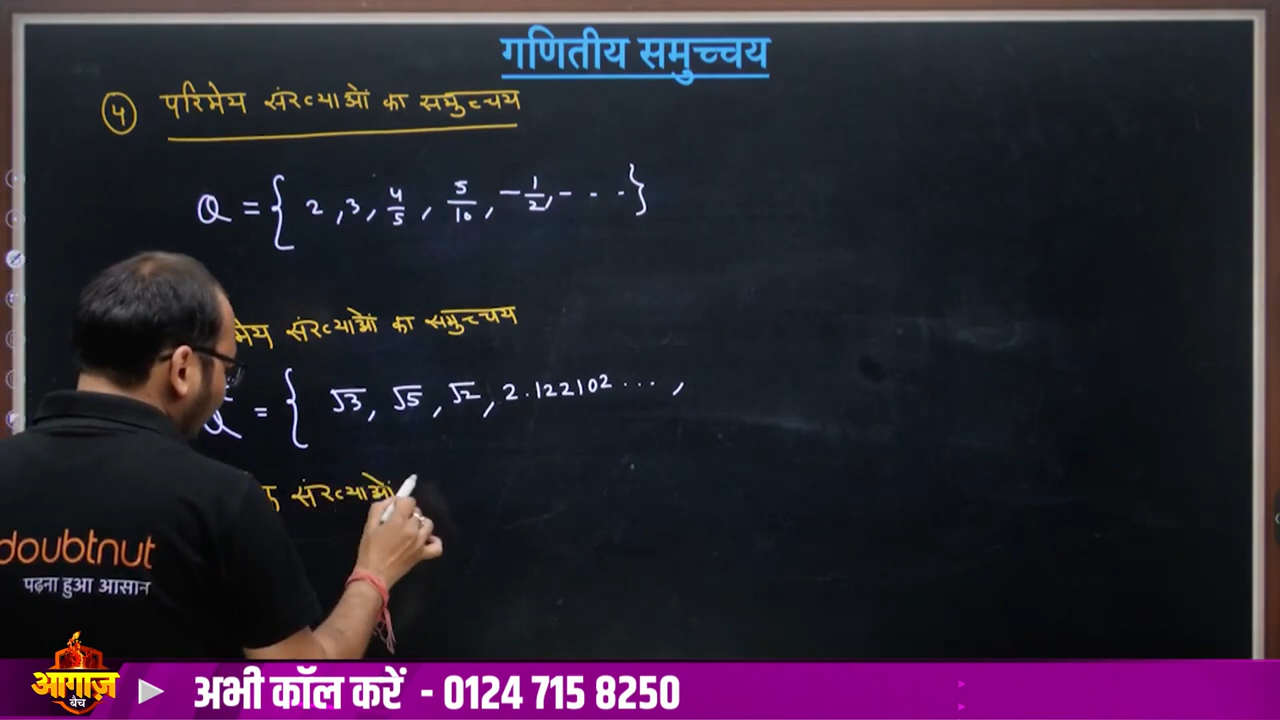 गणितीय समुच्चय
४ परिमेय संख्याओं का समुच्चय
Q = { 2, 3, 4/5, 5/10, -1/2, - - - }
मेय संख्याओं का समुच्चय
= { √3, √5, √2, 2.122102 ... ,
संख्याओं
doubtnut
पढ़ना हुआ आसान
आगाज़
बैच
अभी कॉल करें - 0124 715 8250